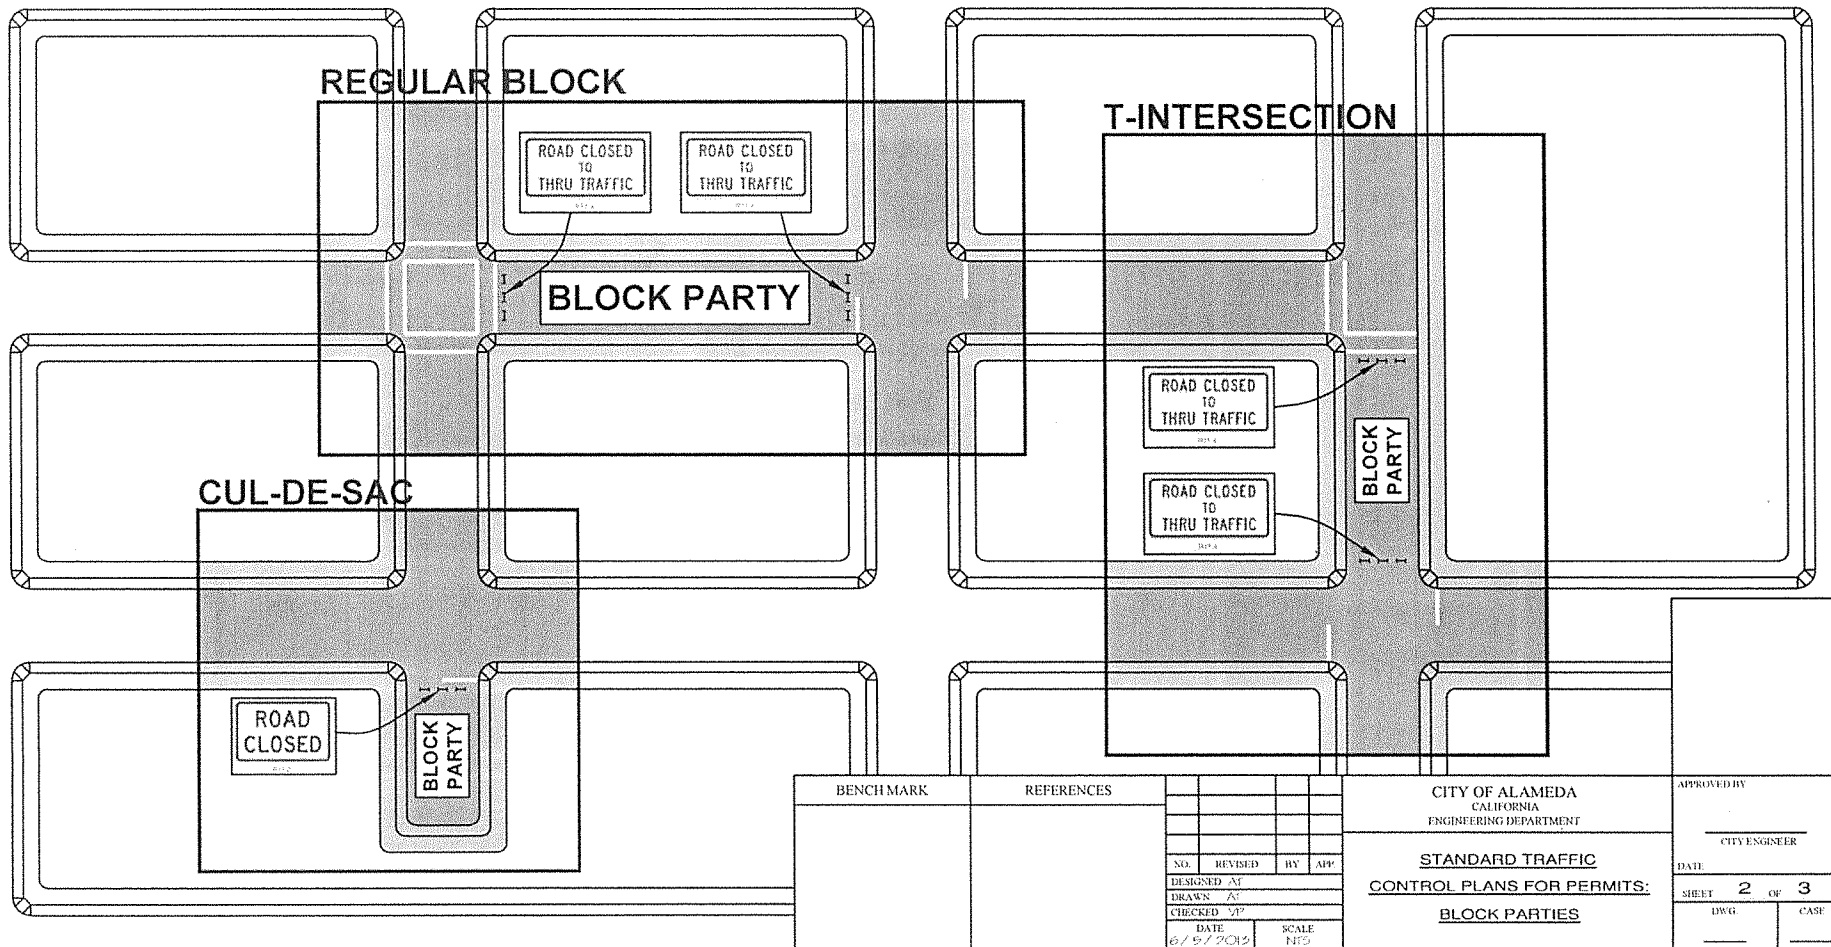 REGULAR BLOCK
ROAD CLOSED
TO
THRU TRAFFIC
ROAD CLOSED
TO
THRU TRAFFIC
BLOCK PARTY
T-INTERSECTION
ROAD CLOSED
TO
THRU TRAFFIC
BLOCK
PARTY
ROAD CLOSED
TO
THRU TRAFFIC
CUL-DE-SAC
ROAD
CLOSED
BLOCK
PARTY
BENCH MARK
REFERENCES
NO. REVISED BY APP.
DESIGNED
DRAWN
CHECKED
DATE
SCALE
NTS
CITY OF ALAMEDA
CALIFORNIA
ENGINEERING DEPARTMENT
STANDARD TRAFFIC
CONTROL PLANS FOR PERMITS:
BLOCK PARTIES
APPROVED BY
CITY ENGINEER
DATE
SHEET 2 OF 3
DWG.
CASE